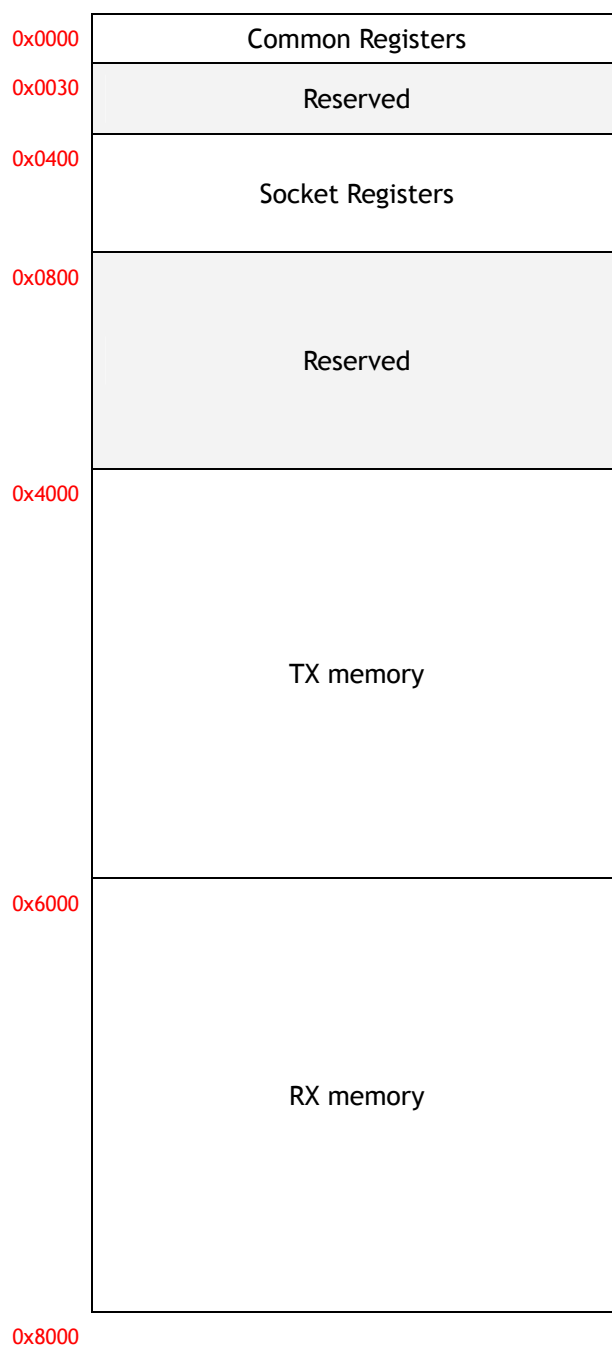 0x0000
Common Registers
0x0030
Reserved
0x0400
Socket Registers
0x0800
Reserved
0x4000
TX memory
0x6000
RX memory
0x8000